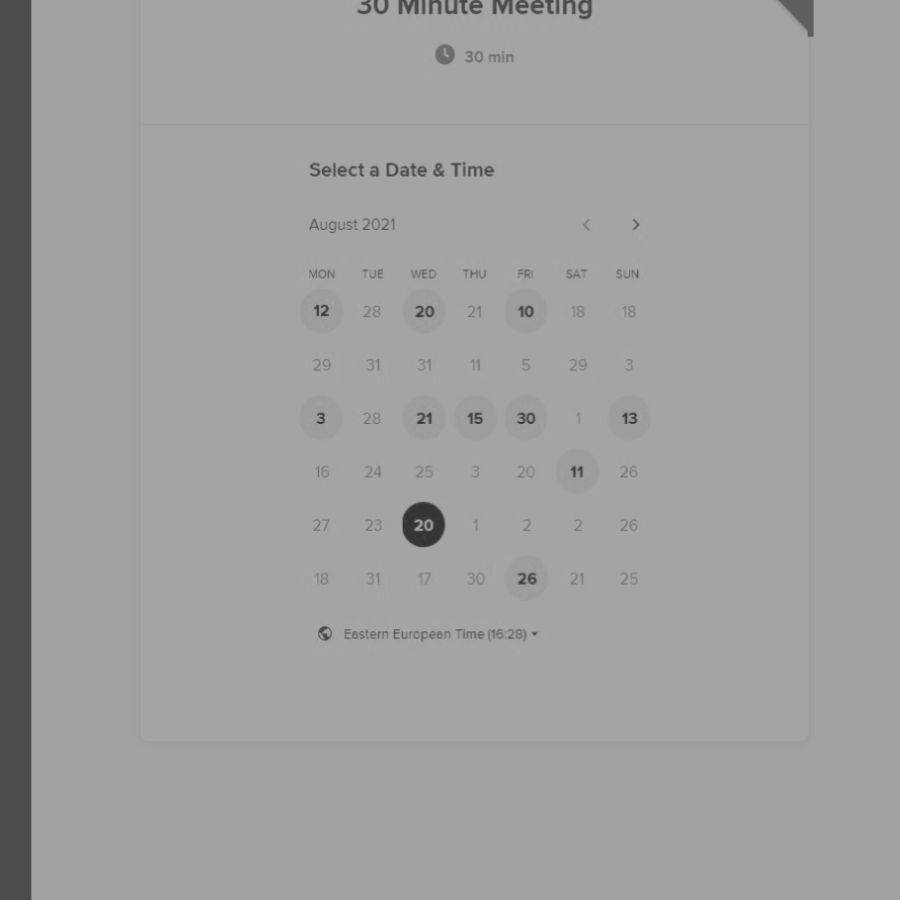 30 Minute Meeting
30 min
Select a Date & Time
August 2021
MON TUE WED THU FRI SAT SUN
12 28 20 21 10 18 18
29 31 31 11 5 29 3
3 28 21 15 30 1 13
16 24 25 3 20 11 26
27 23 20 1 2 2 26
18 31 17 30 26 21 25
Eastern European Time (16:28)